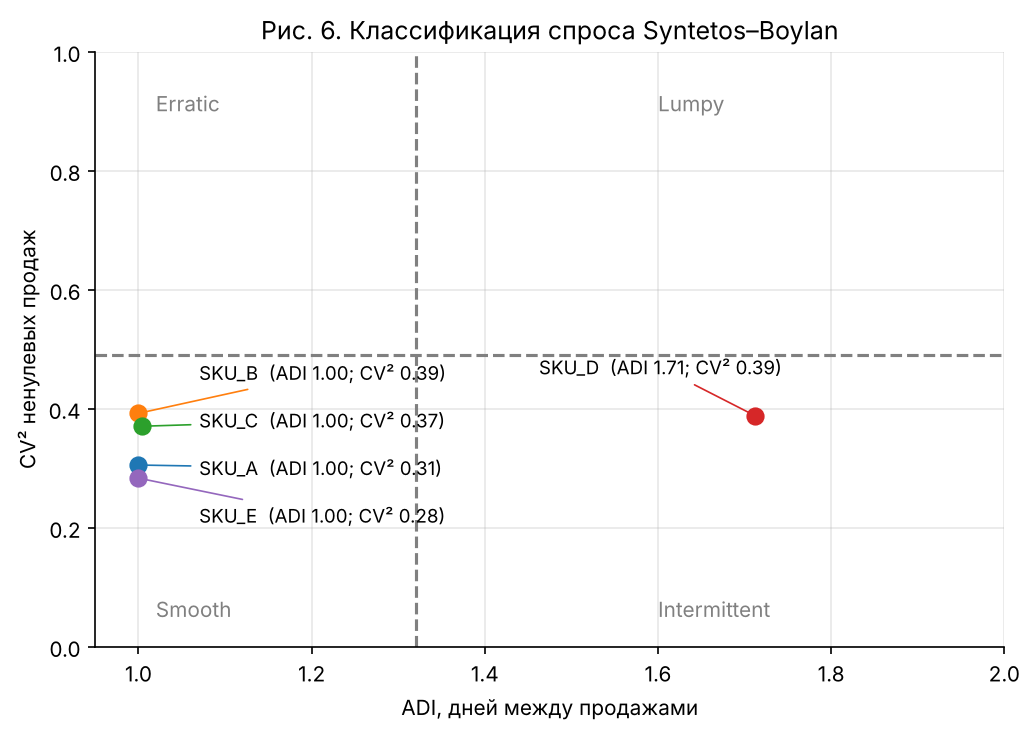 Рис. 6. Классификация спроса Syntetos–Boylan
1.0
Erratic
Lumpy
0.8
0.6
SKU_B (ADI 1.00; CV² 0.39)
SKU_D (ADI 1.71; CV² 0.39)
0.4
SKU_C (ADI 1.00; CV² 0.37)
SKU_A (ADI 1.00; CV² 0.31)
SKU_E (ADI 1.00; CV² 0.28)
0.2
Smooth
Intermittent
0.0
CV² ненулевых продаж
1.0 1.2 1.4 1.6 1.8 2.0
ADI, дней между продажами